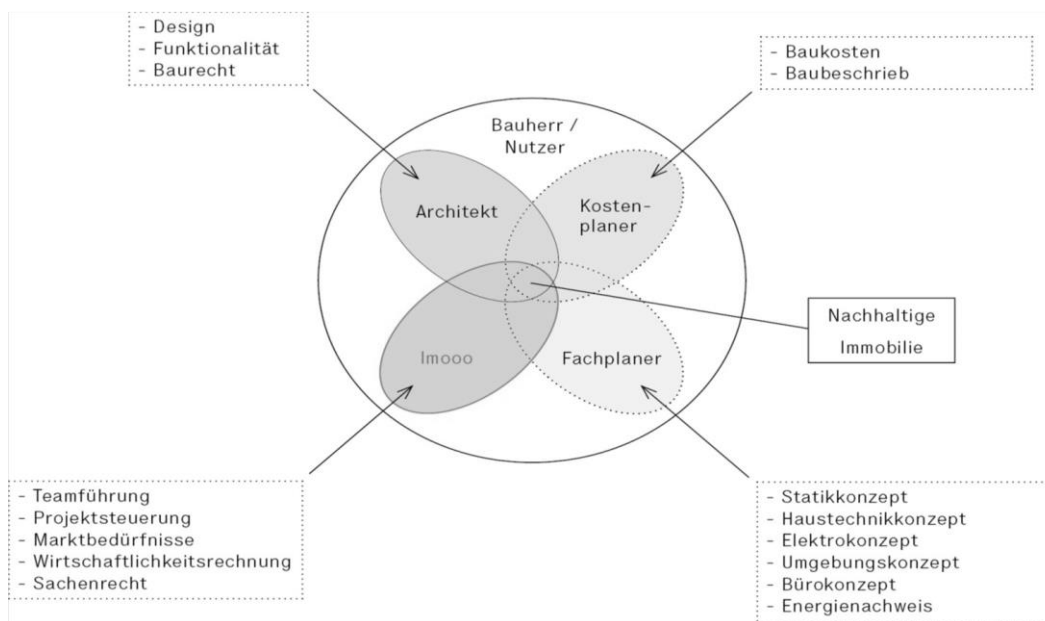 - Design
- Funktionalität
- Baurecht
- Baukosten
- Baubeschrieb
Bauherr /
Nutzer
Architekt
Kosten-
planer
Nachhaltige
Immobilie
Imooo
Fachplaner
- Teamführung
- Projektsteuerung
- Marktbedürfnisse
- Wirtschaftlichkeitsrechnung
- Sachenrecht
- Statikkonzept
- Haustechnikkonzept
- Elektrokonzept
- Umgebungskonzept
- Bürokonzept
- Energienachweis